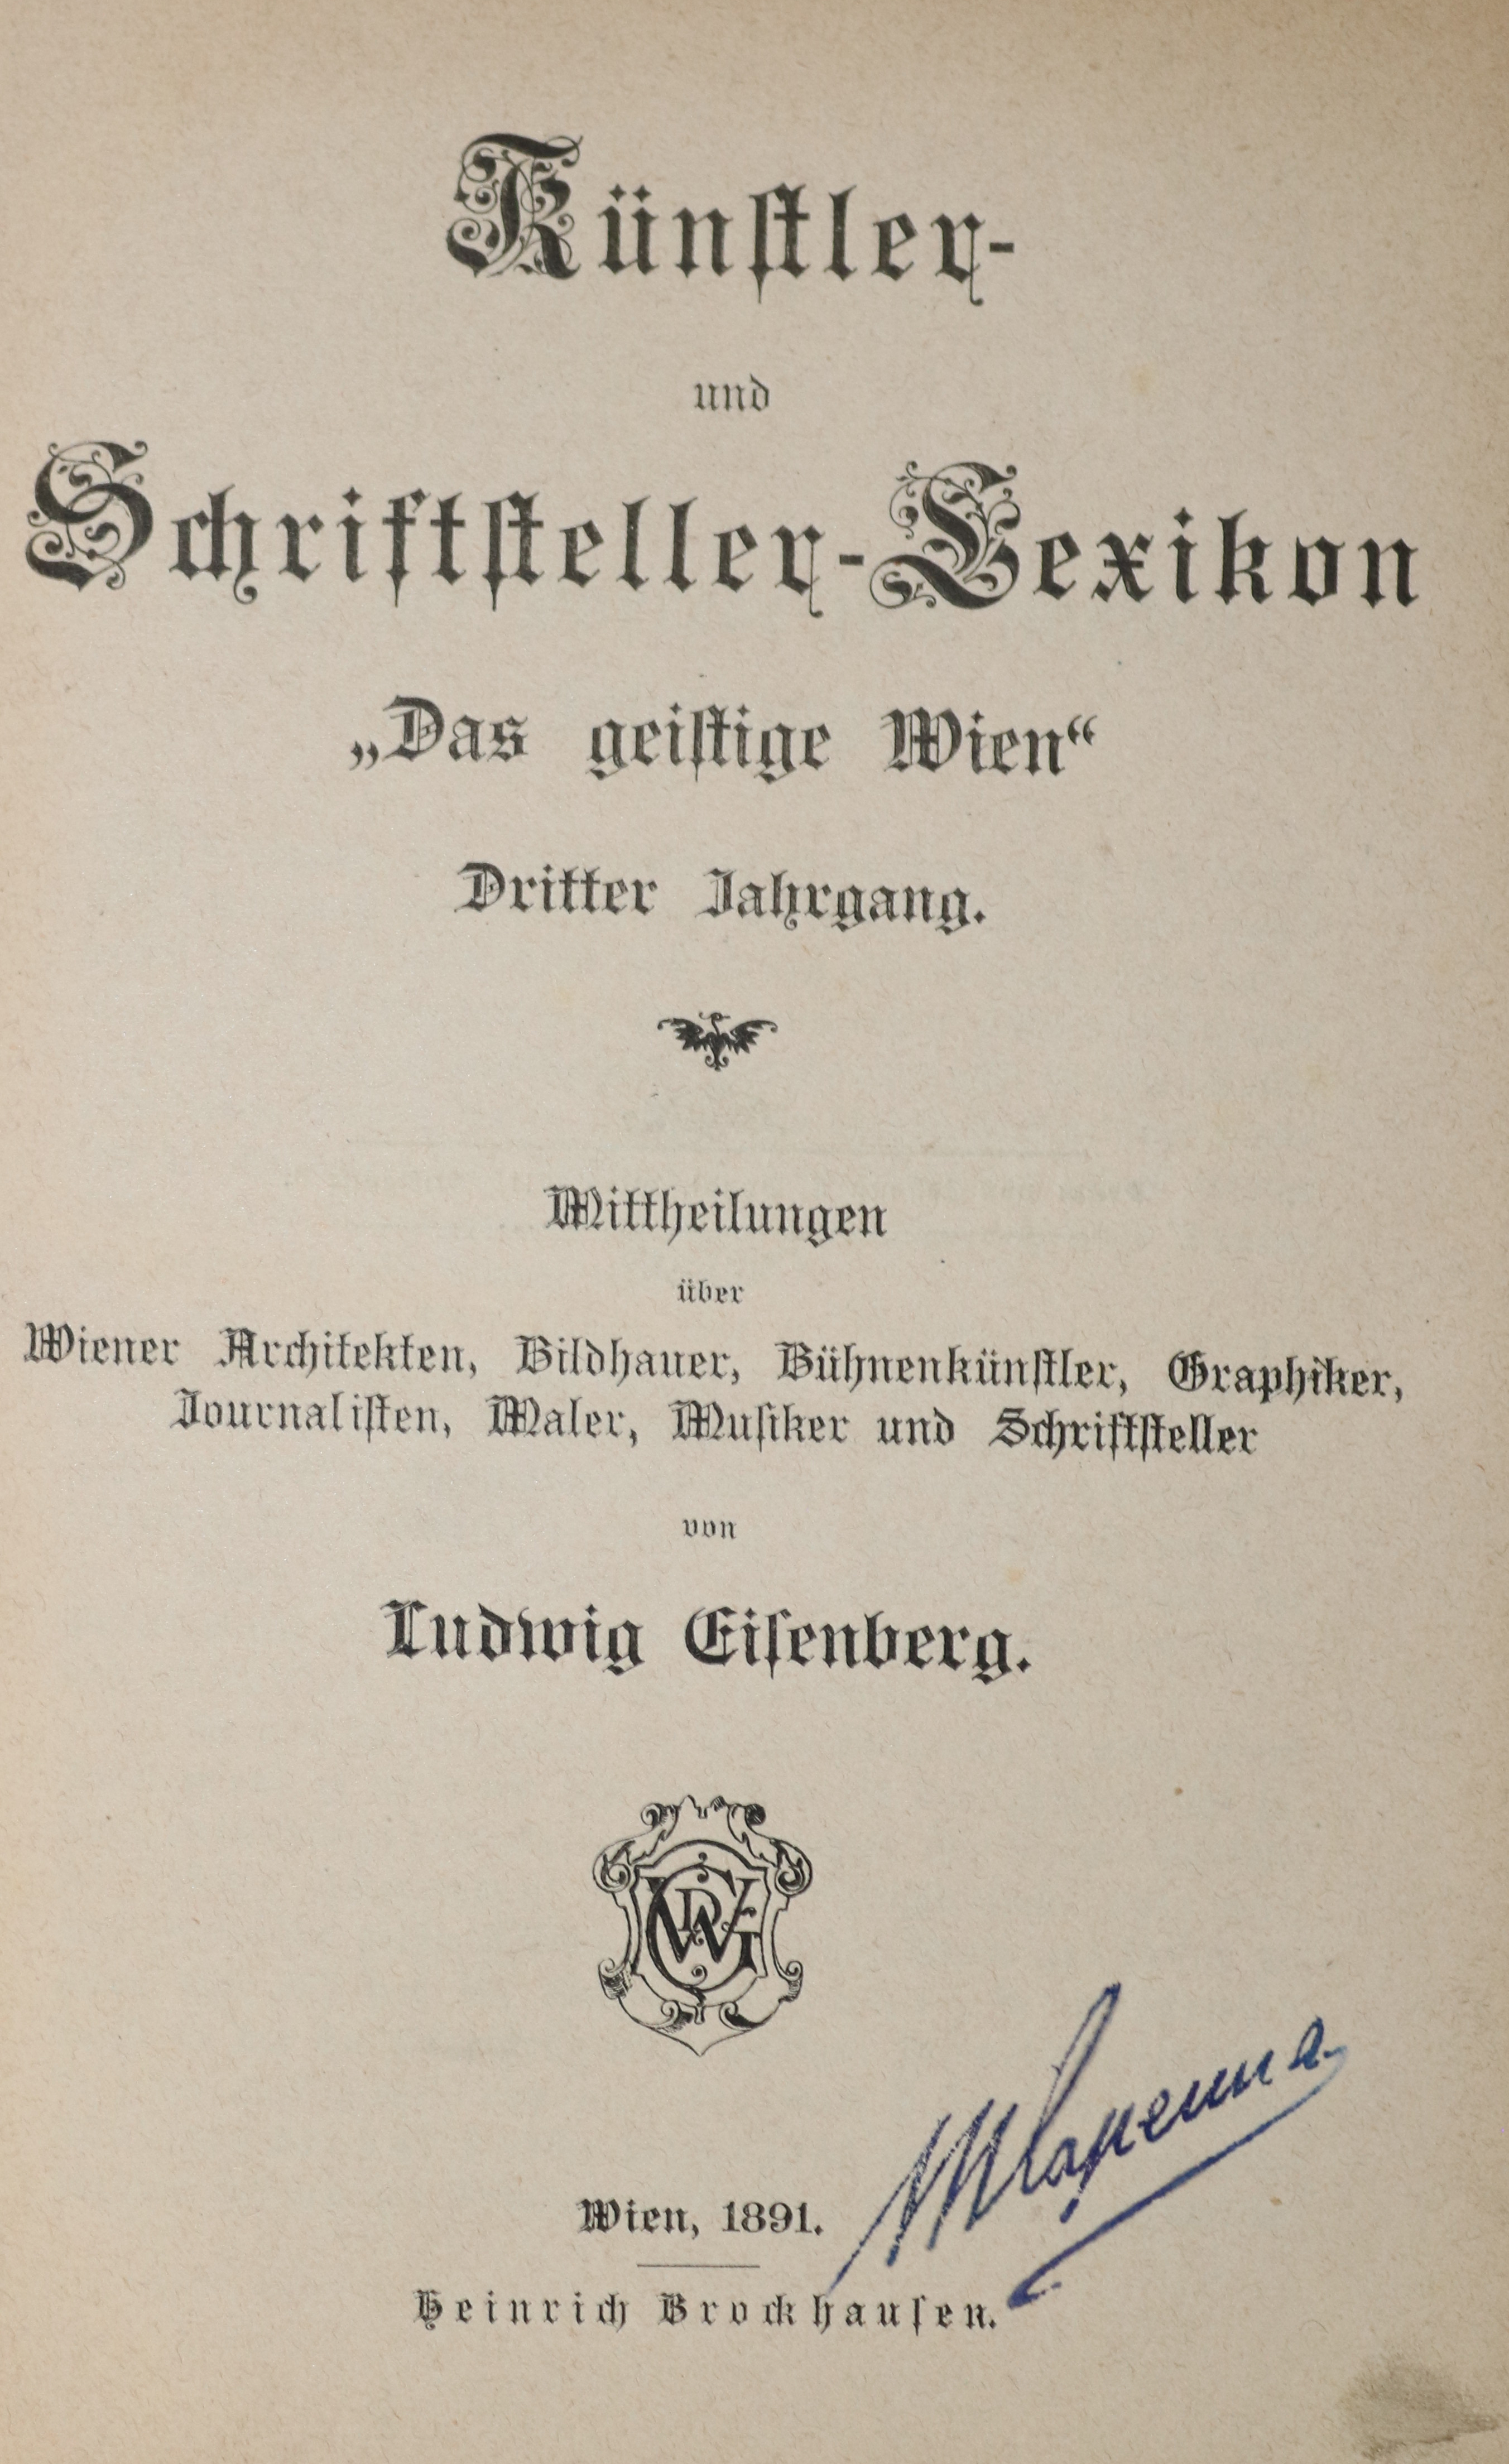 Künstler-
und
Schriftsteller-Lexikon
„Das geistige Wien“
Dritter Jahrgang.
Mittheilungen
über
Wiener Architekten, Bildhauer, Bühnenkünstler, Graphiker,
Journalisten, Maler, Musiker und Schriftsteller
von
Ludwig Eisenberg.
Wien, 1891.
Heinrich Brockhausen.